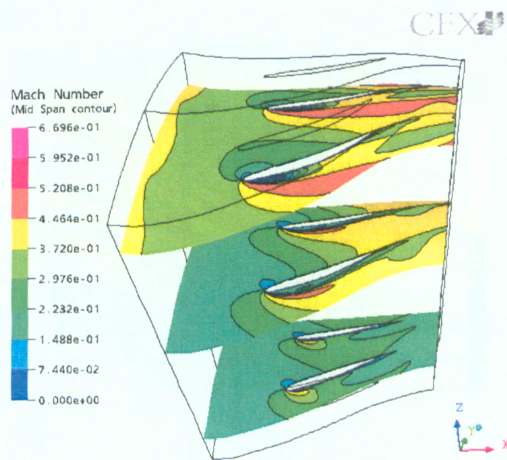 CFX
Mach Number
(Mid Span contour)
6.696e-01
5.952e-01
5.208e-01
4.464e-01
3.720e-01
2.976e-01
2.232e-01
1.488e-01
7.440e-02
0.000e+00
Z
Y
X